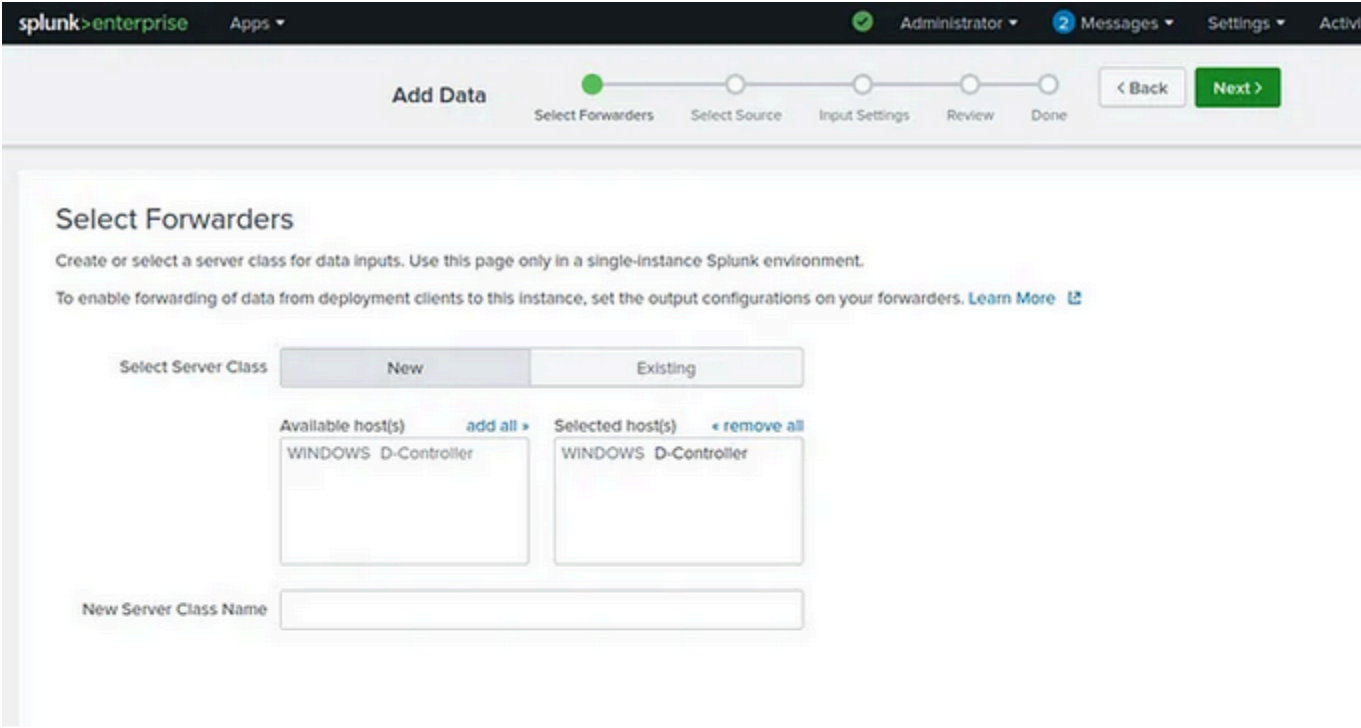 splunk>enterprise Apps Administrator 2 Messages Settings Activi
Add Data
Select Forwarders Select Source Input Settings Review Done
< Back Next >
Select Forwarders
Create or select a server class for data inputs. Use this page only in a single-instance Splunk environment.
To enable forwarding of data from deployment clients to this instance, set the output configurations on your forwarders. Learn More
Select Server Class New Existing
Available host(s) add all » Selected host(s) « remove all
WINDOWS D-Controller WINDOWS D-Controller
New Server Class Name